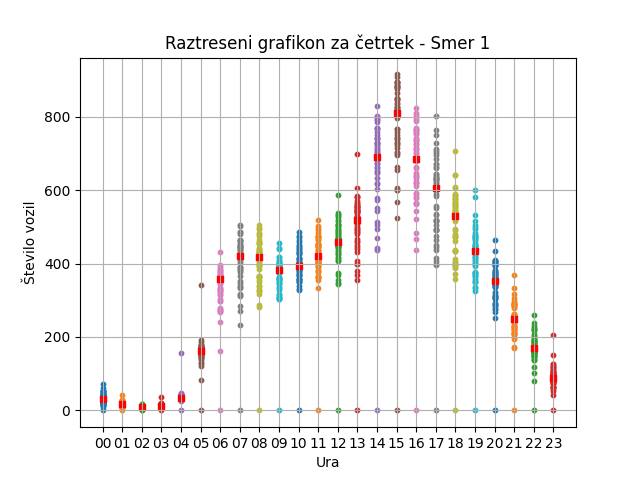 Raztreseni grafikon za četrtek - Smer 1
Število vozil
800
600
400
200
0
00 01 02 03 04 05 06 07 08 09 10 11 12 13 14 15 16 17 18 19 20 21 22 23
Ura